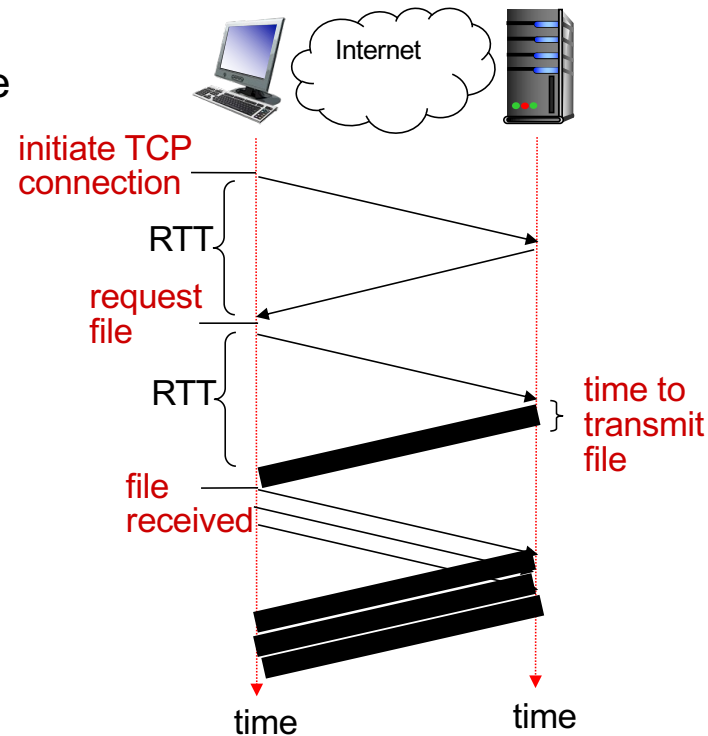 Internet
e
initiate TCP
connection
RTT
request
file
RTT
time to
transmit
file
file
received
time
time